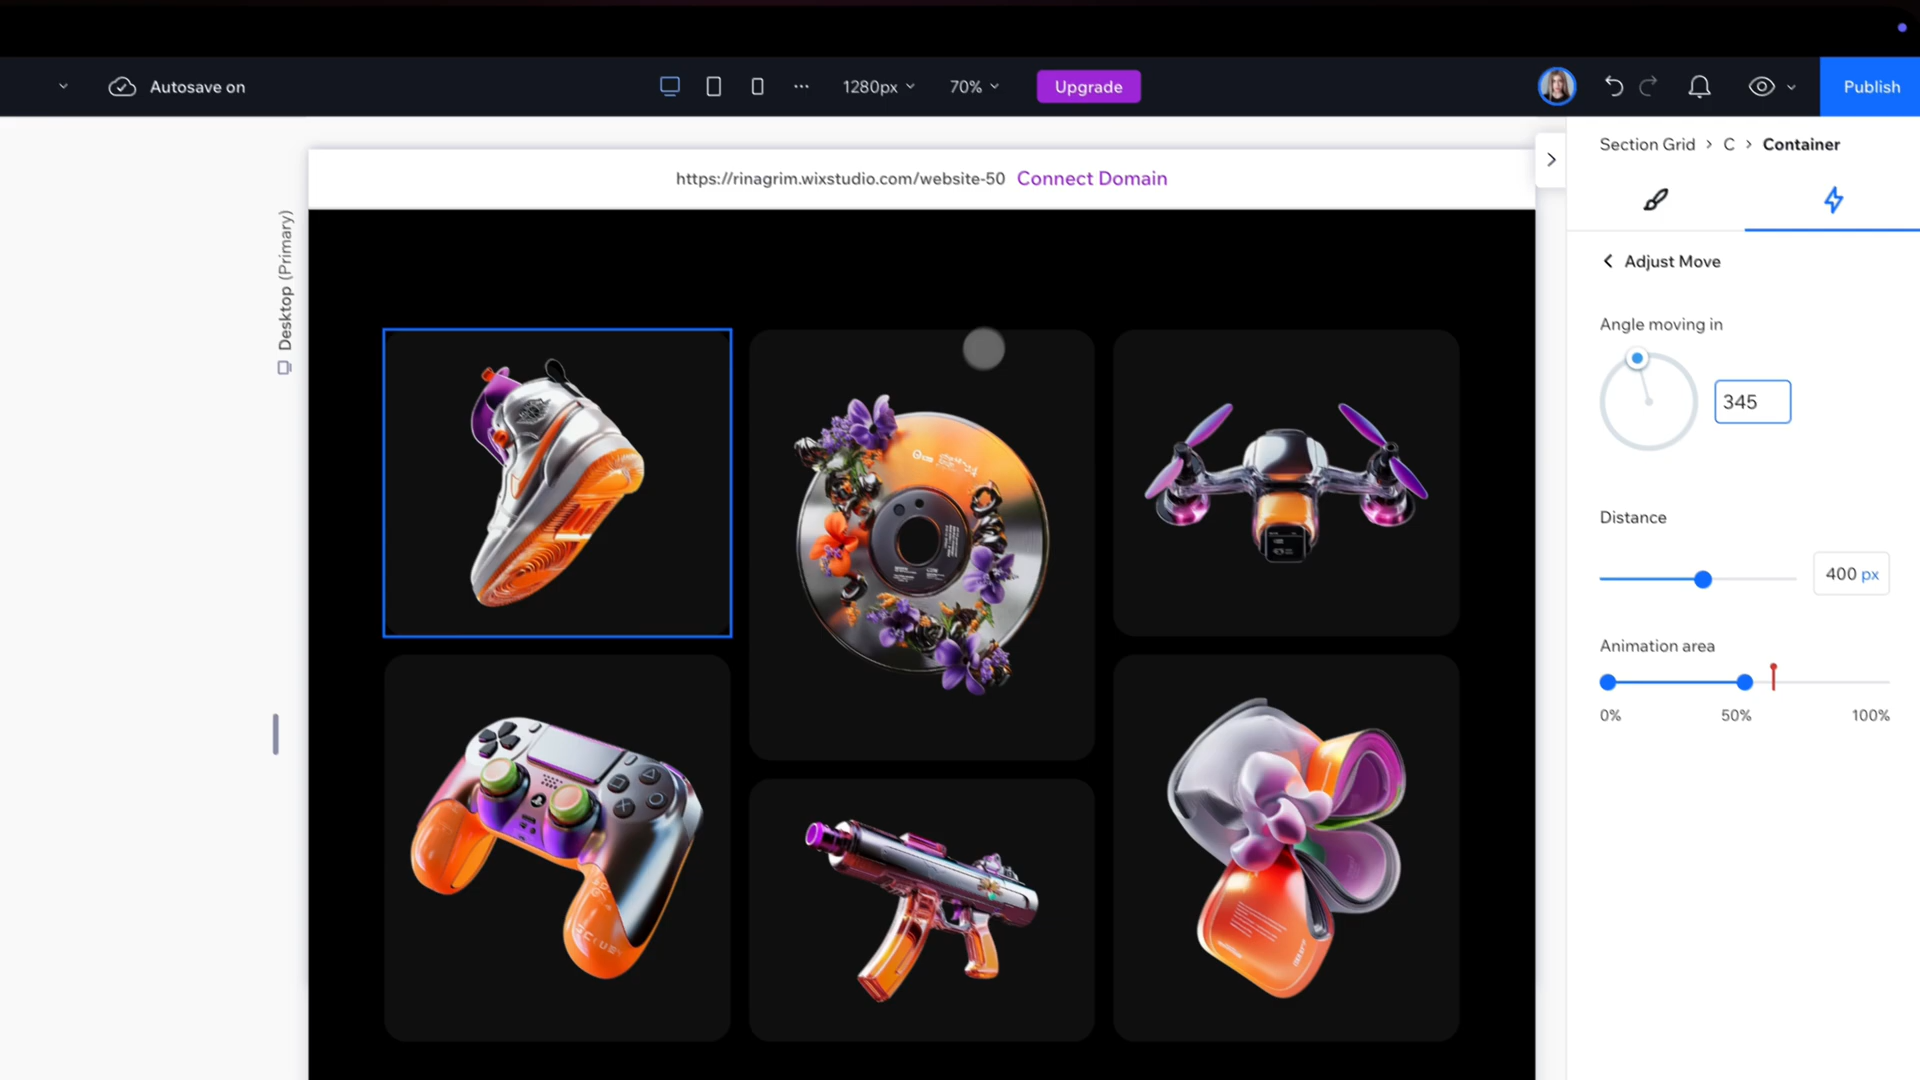 Autosave on
1280px
70%
Upgrade
Publish
https://rinagrim.wixstudio.com/website-50 Connect Domain
Desktop (Primary)
Section Grid > C > Container
Adjust Move
Angle moving in
345
Distance
400 px
Animation area
0% 50% 100%